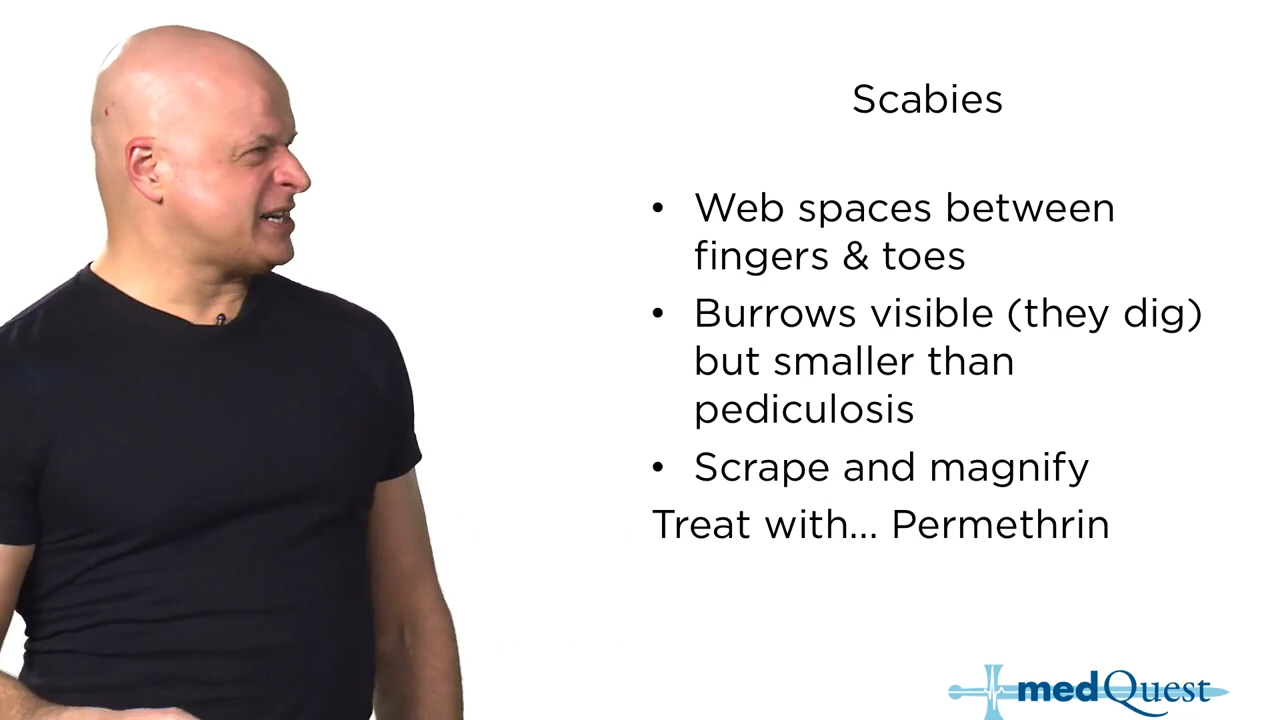 Scabies
• Web spaces between
fingers & toes
• Burrows visible (they dig)
but smaller than
pediculosis
• Scrape and magnify
Treat with... Permethrin
medQuest